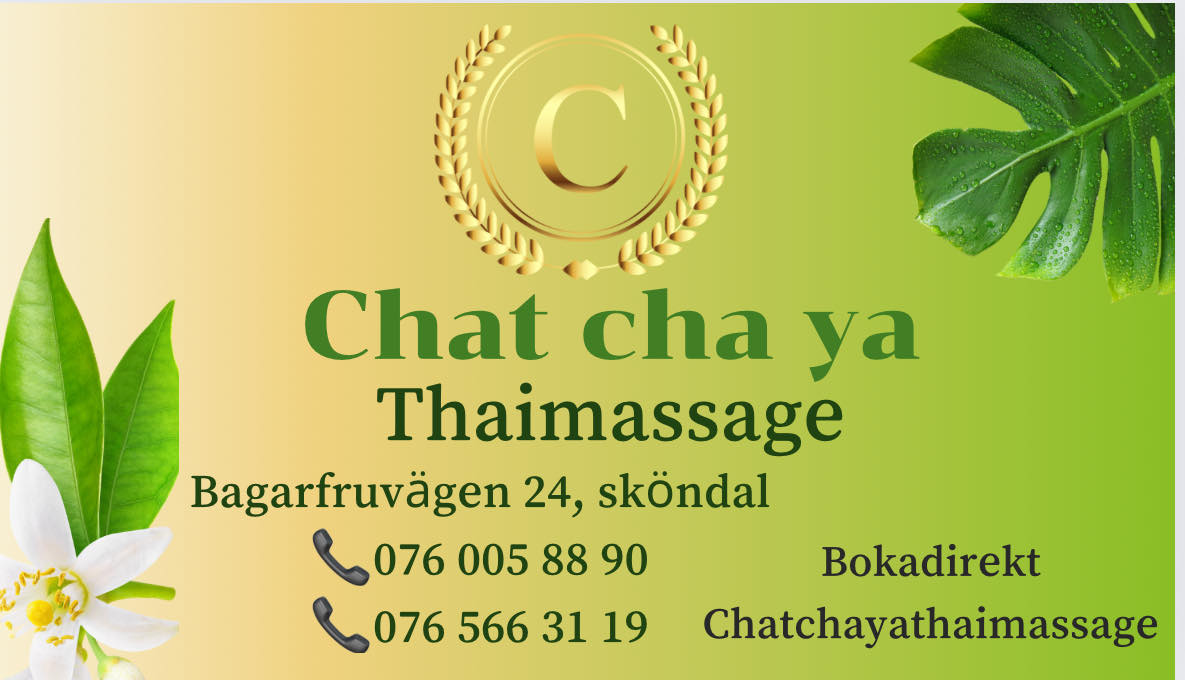 C
Chat cha ya
Thaimassage
Bagarfruvägen 24, sköndal
076 005 88 90
076 566 31 19
Bokadirekt
Chatchayathaimassage